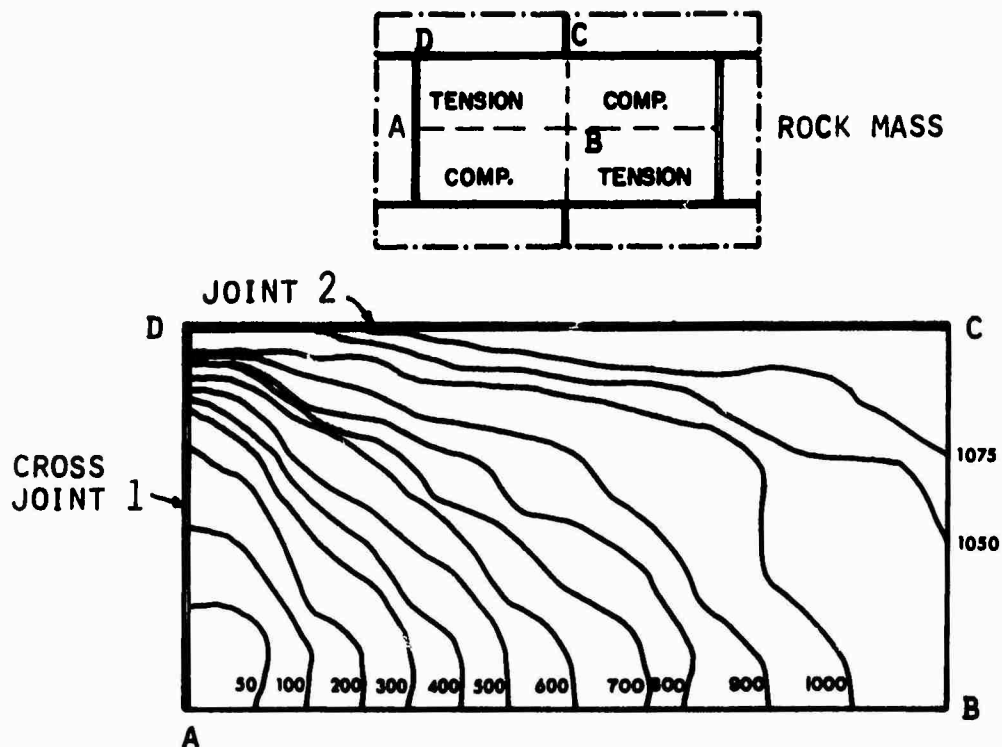 D
C
TENSION
COMP.
A
B
ROCK MASS
COMP.
TENSION
JOINT 2
D
C
CROSS
JOINT 1
1075
1050
50
100
200
300
400
500
600
700
800
900
1000
B
A